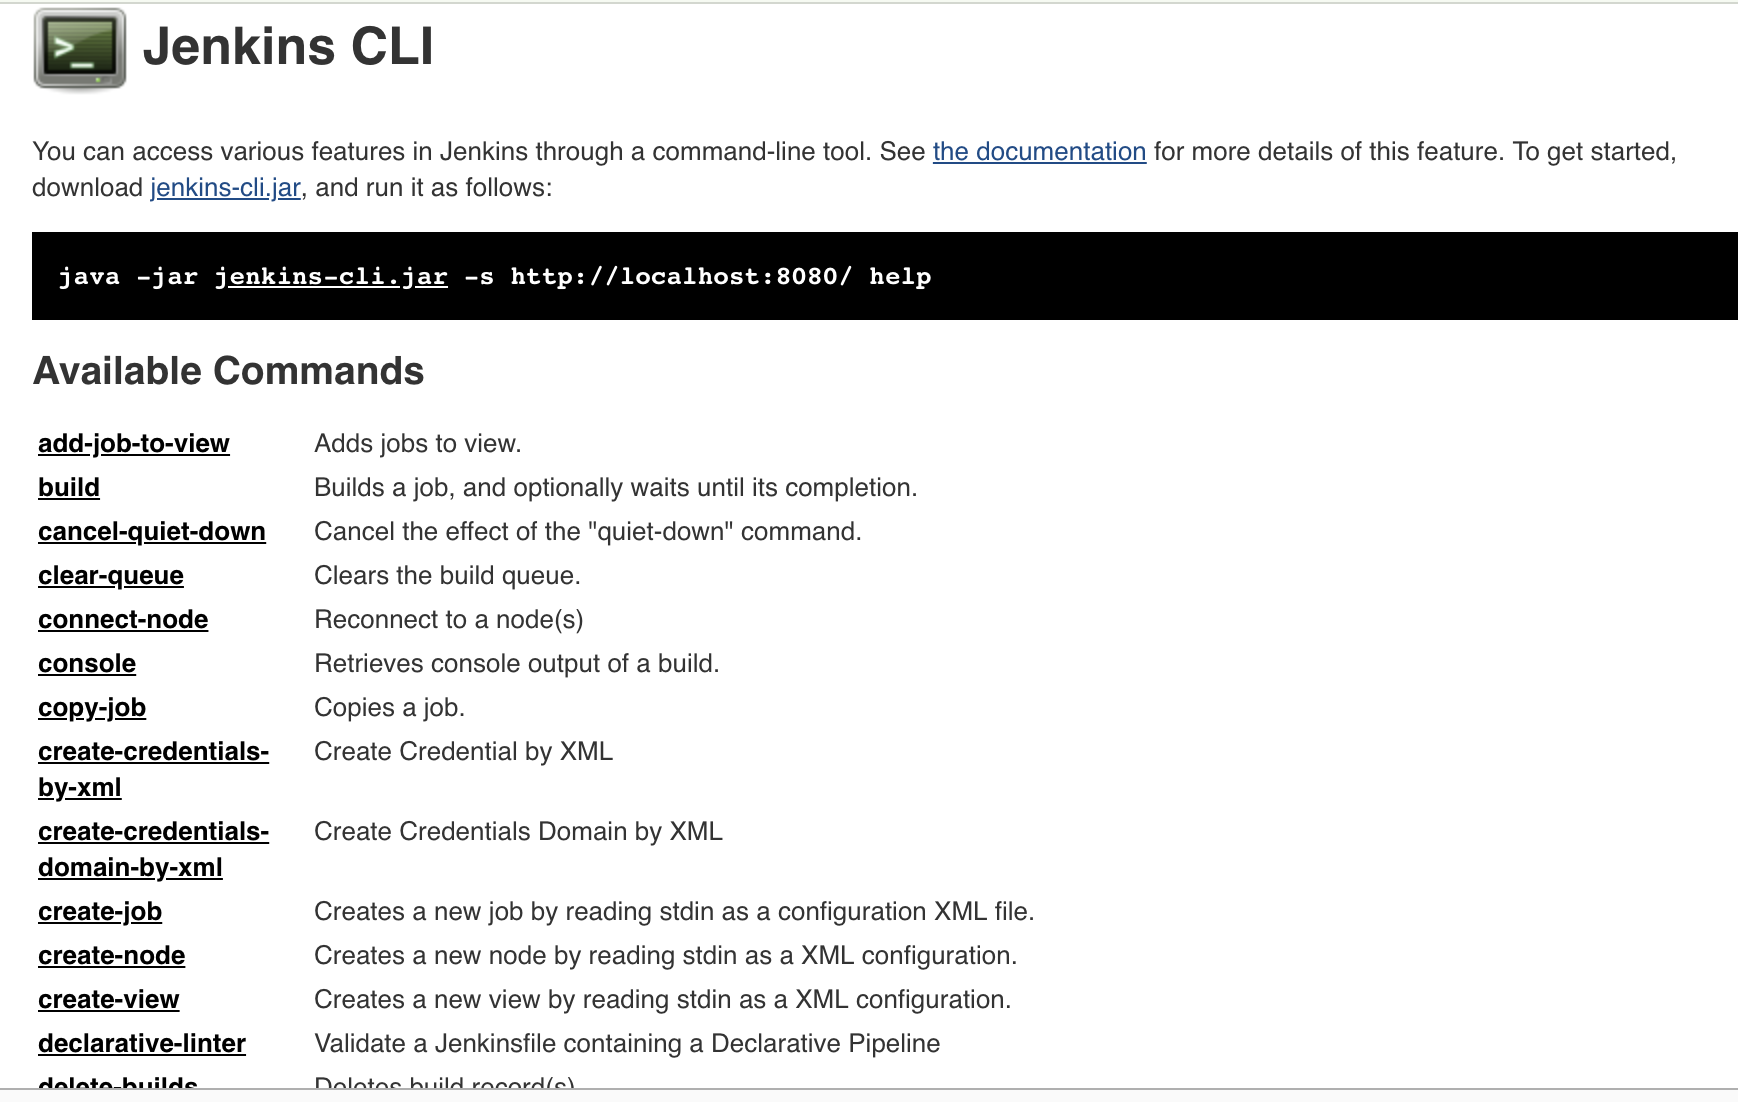 >_
Jenkins CLI
You can access various features in Jenkins through a command-line tool. See the documentation for more details of this feature. To get started,
download jenkins-cli.jar, and run it as follows:
java -jar jenkins-cli.jar -s http://localhost:8080/ help
Available Commands
add-job-to-view Adds jobs to view.
build Builds a job, and optionally waits until its completion.
cancel-quiet-down Cancel the effect of the "quiet-down" command.
clear-queue Clears the build queue.
connect-node Reconnect to a node(s)
console Retrieves console output of a build.
copy-job Copies a job.
create-credentials- Create Credential by XML
by-xml
create-credentials- Create Credentials Domain by XML
domain-by-xml
create-job Creates a new job by reading stdin as a configuration XML file.
create-node Creates a new node by reading stdin as a XML configuration.
create-view Creates a new view by reading stdin as a XML configuration.
declarative-linter Validate a Jenkinsfile containing a Declarative Pipeline
delete-builds Deletes build record(s)